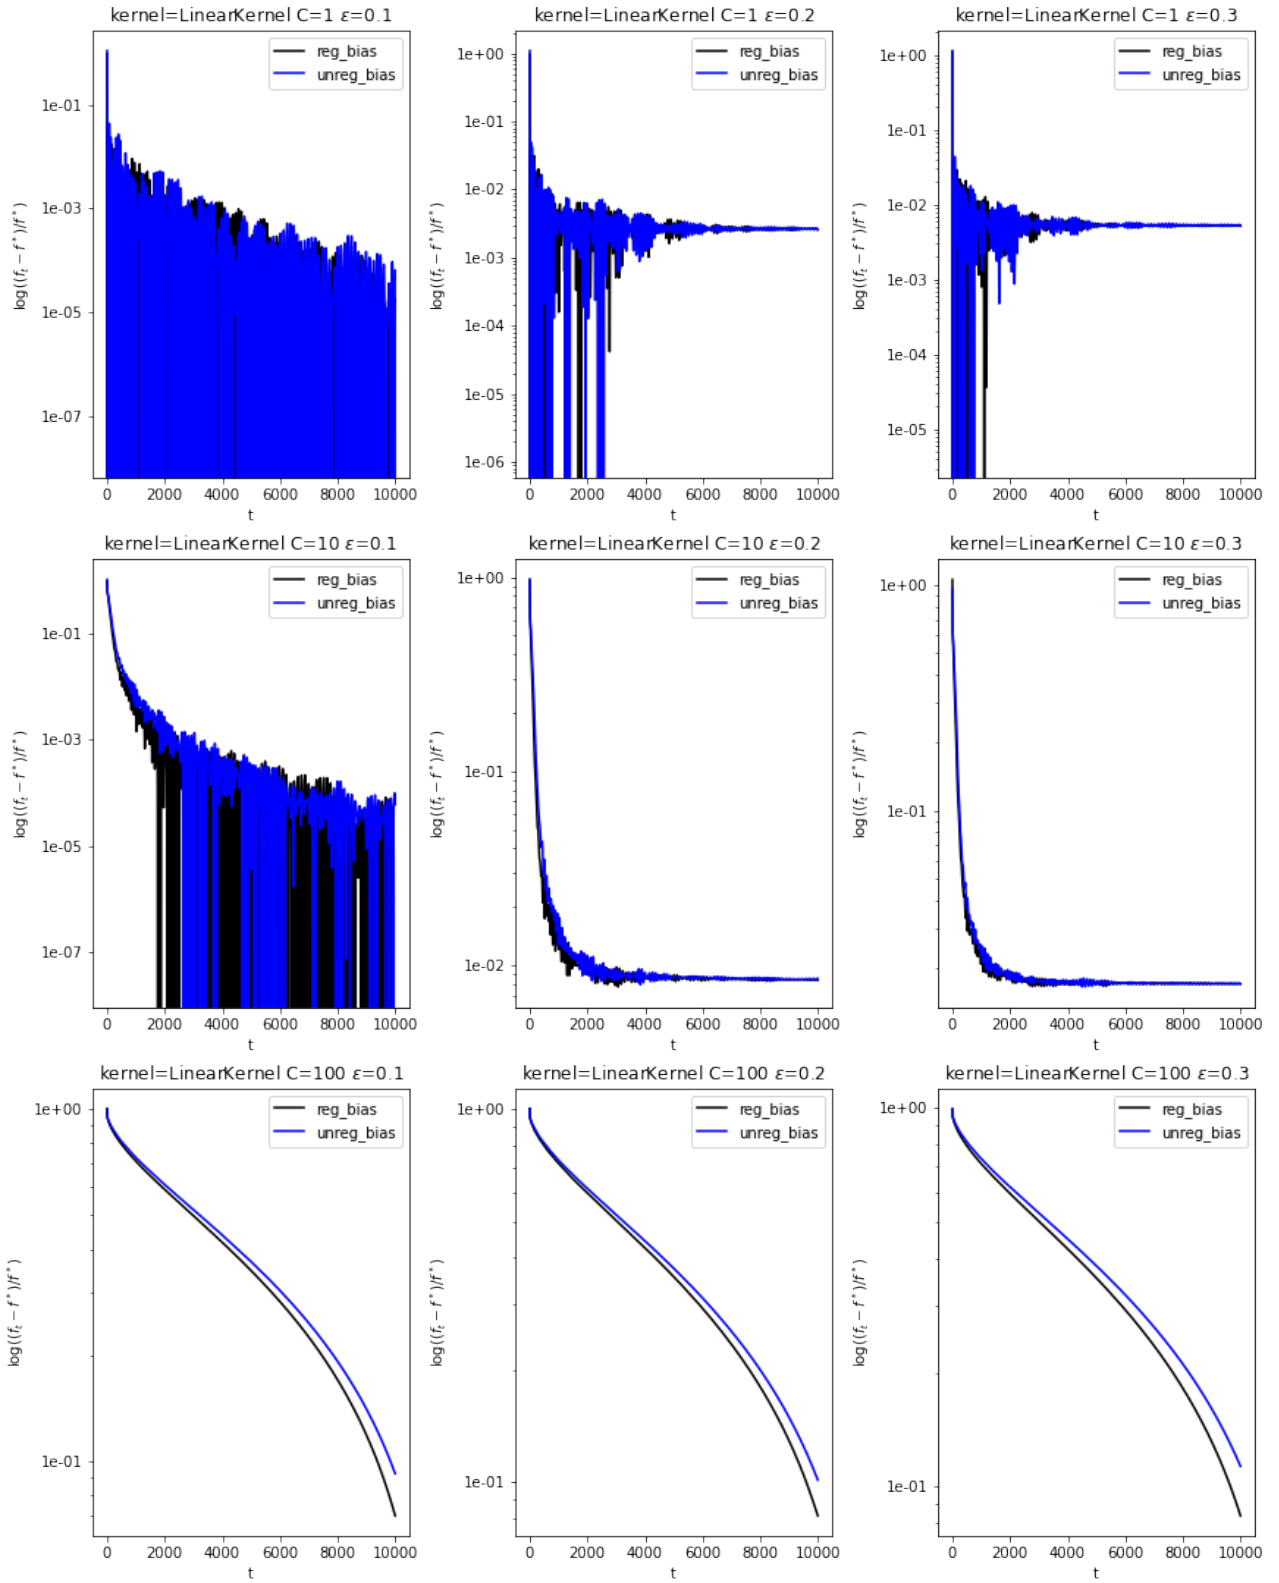 kernel=LinearKernel C=1 ε=0.1
kernel=LinearKernel C=1 ε=0.2
kernel=LinearKernel C=1 ε=0.3
reg_bias
unreg_bias
reg_bias
unreg_bias
reg_bias
unreg_bias
1e-01
1e-03
1e-05
1e-07
log((f_t − f*)/f*)
0 2000 4000 6000 8000 10000
t
1e+00
1e-01
1e-02
1e-03
1e-04
1e-05
1e-06
log((f_t − f*)/f*)
0 2000 4000 6000 8000 10000
t
1e+00
1e-01
1e-02
1e-03
1e-04
1e-05
log((f_t − f*)/f*)
0 2000 4000 6000 8000 10000
t
kernel=LinearKernel C=10 ε=0.1
kernel=LinearKernel C=10 ε=0.2
kernel=LinearKernel C=10 ε=0.3
reg_bias
unreg_bias
reg_bias
unreg_bias
reg_bias
unreg_bias
1e-01
1e-03
1e-05
1e-07
log((f_t − f*)/f*)
0 2000 4000 6000 8000 10000
t
1e+00
1e-01
1e-02
log((f_t − f*)/f*)
0 2000 4000 6000 8000 10000
t
1e+00
1e-01
log((f_t − f*)/f*)
0 2000 4000 6000 8000 10000
t
kernel=LinearKernel C=100 ε=0.1
kernel=LinearKernel C=100 ε=0.2
kernel=LinearKernel C=100 ε=0.3
reg_bias
unreg_bias
reg_bias
unreg_bias
reg_bias
unreg_bias
1e+00
1e-01
log((f_t − f*)/f*)
0 2000 4000 6000 8000 10000
t
1e+00
1e-01
log((f_t − f*)/f*)
0 2000 4000 6000 8000 10000
t
1e+00
1e-01
log((f_t − f*)/f*)
0 2000 4000 6000 8000 10000
t